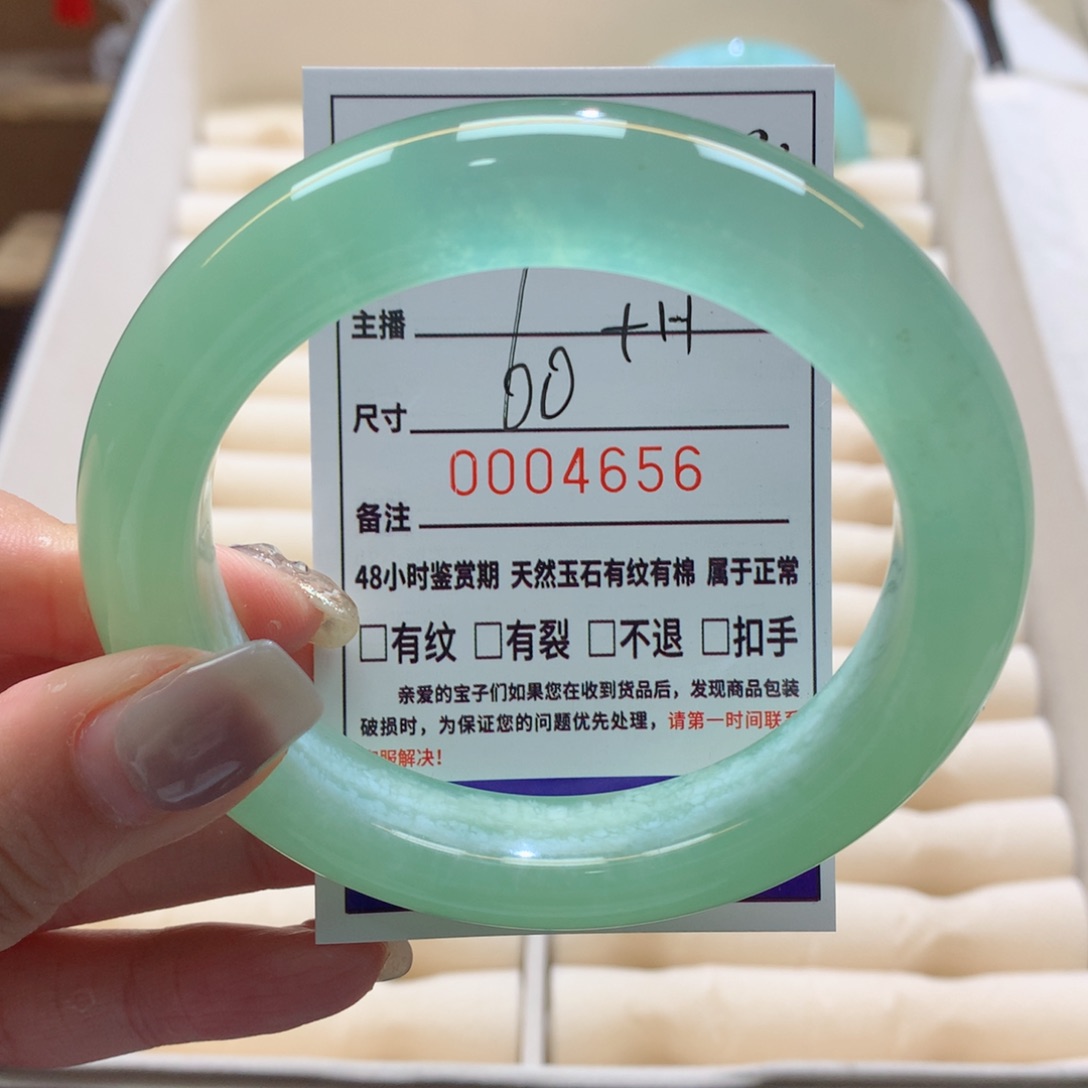 主播
尺寸 60 +H
0004656
备注
48小时鉴赏期 天然玉石有纹有棉 属于正常
□有纹 □有裂 □不退 □扣手
亲爱的宝子们如果您在收到货品后，发现商品包装
破损时，为保证您的问题优先处理，请第一时间联系
服解决！